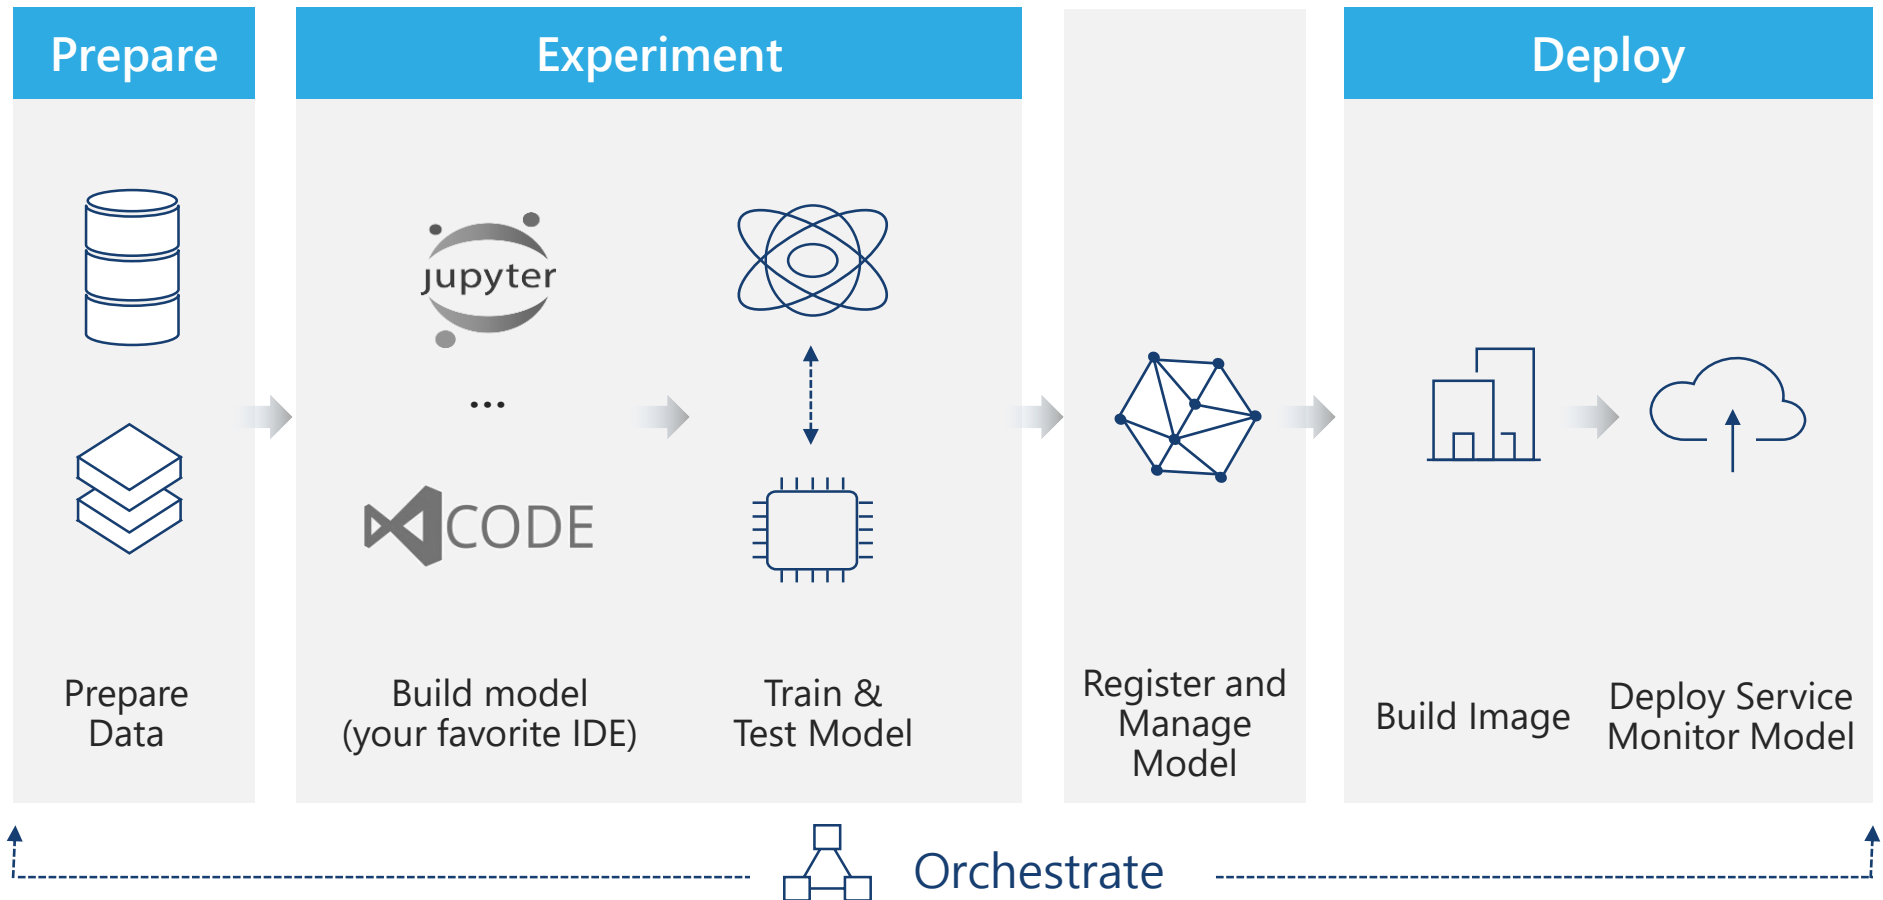 Prepare
Experiment
Deploy
jupyter
...
CODE
Prepare
Data
Build model
(your favorite IDE)
Train &
Test Model
Register and
Manage
Model
Build Image
Deploy Service
Monitor Model
Orchestrate